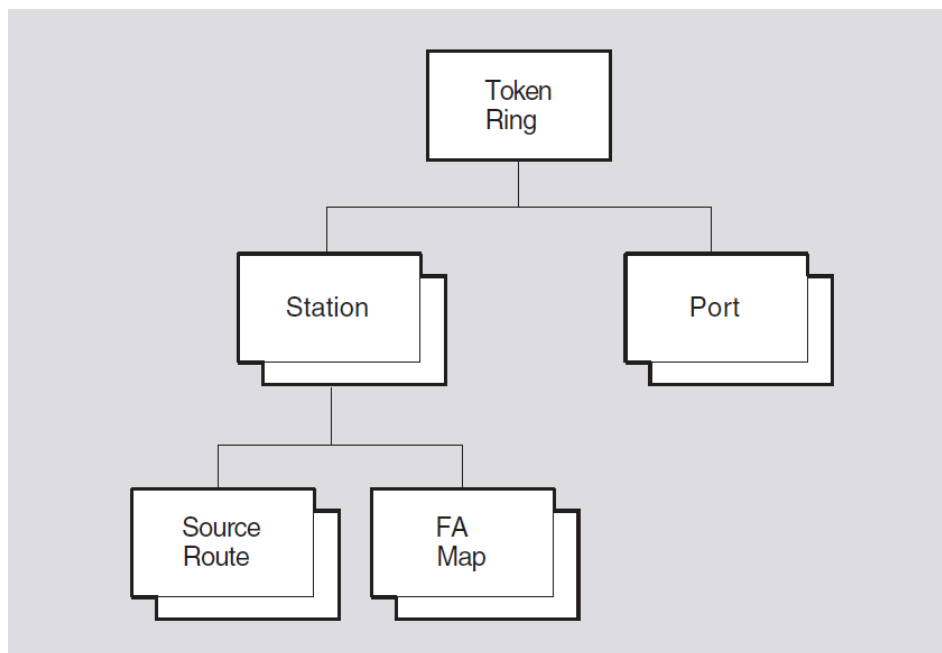 Token
Ring
Station
Port
Source
Route
FA
Map